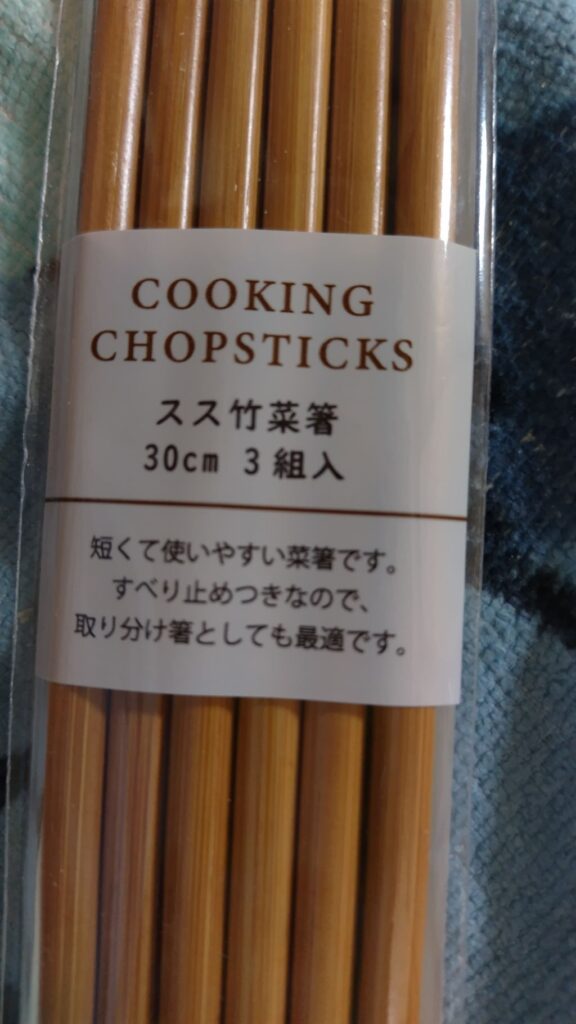 COOKING
CHOPSTICKS
スス竹菜箸
30cm 3組入
短くて使いやすい菜箸です。
すべり止めつきなので、
取り分け箸としても最適です。